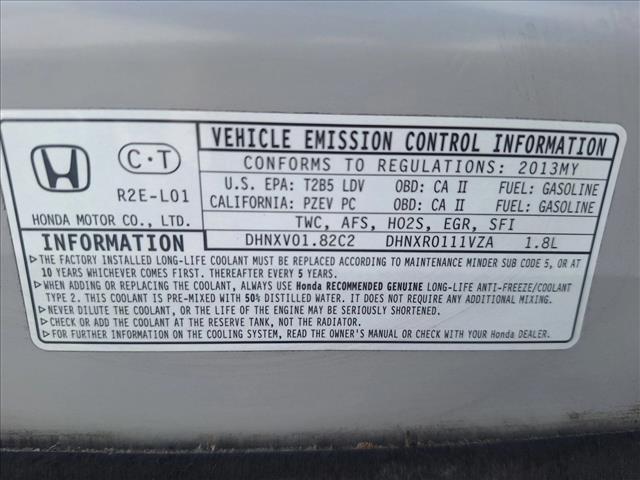 C·T
R2E-L01
HONDA MOTOR CO., LTD.
VEHICLE EMISSION CONTROL INFORMATION
CONFORMS TO REGULATIONS: 2013MY
U.S. EPA: T2B5 LDV OBD: CA II FUEL: GASOLINE
CALIFORNIA: PZEV PC OBD: CA II FUEL: GASOLINE
TWC, AFS, HO2S, EGR, SFI
DHNXV01.82C2 DHNXR0111VZA 1.8L
INFORMATION
▷THE FACTORY INSTALLED LONG-LIFE COOLANT MUST BE REPLACED ACCORDING TO MAINTENANCE MINDER SUB CODE 5, OR AT
10 YEARS WHICHEVER COMES FIRST. THEREAFTER EVERY 5 YEARS.
▷WHEN ADDING OR REPLACING THE COOLANT, ALWAYS USE Honda RECOMMENDED GENUINE LONG-LIFE ANTI-FREEZE/COOLANT
TYPE 2. THIS COOLANT IS PRE-MIXED WITH 50% DISTILLED WATER. IT DOES NOT REQUIRE ANY ADDITIONAL MIXING.
▷NEVER DILUTE THE COOLANT, OR THE LIFE OF THE ENGINE MAY BE SERIOUSLY SHORTENED.
▷CHECK OR ADD THE COOLANT AT THE RESERVE TANK, NOT THE RADIATOR.
▷FOR FURTHER INFORMATION ON THE COOLING SYSTEM, READ THE OWNER'S MANUAL OR CHECK WITH YOUR Honda DEALER.